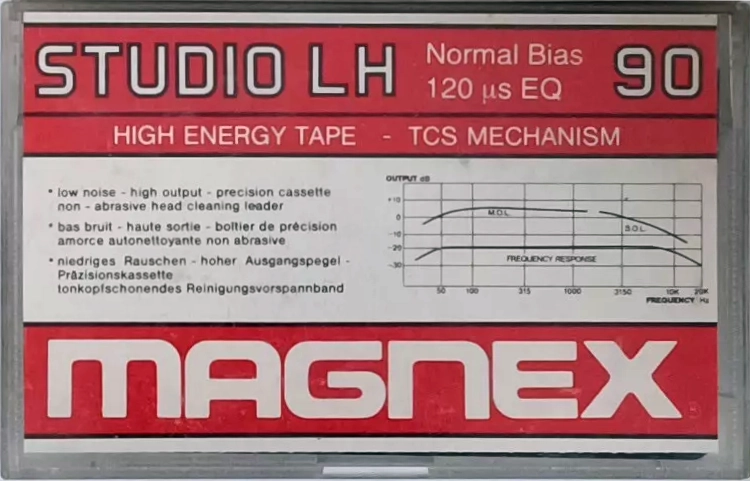 STUDIO LH Normal Bias 120 µs EQ 90
HIGH ENERGY TAPE - TCS MECHANISM
• low noise - high output - precision cassette
non - abrasive head cleaning leader
• bas bruit - haute sortie - boîtier de précision
amorce autonettoyante non abrasive
• niedriges Rauschen - hoher Ausgangspegel -
Präzisionskassette
tonkopfschonendes Reinigungsvorspannband
OUTPUT dB
+10
0
-10
-20
-30
M.O.L.
S.O.L.
FREQUENCY RESPONSE
50 100 315 1000 3150 10K 20K
FREQUENCY Hz
MAGNEX